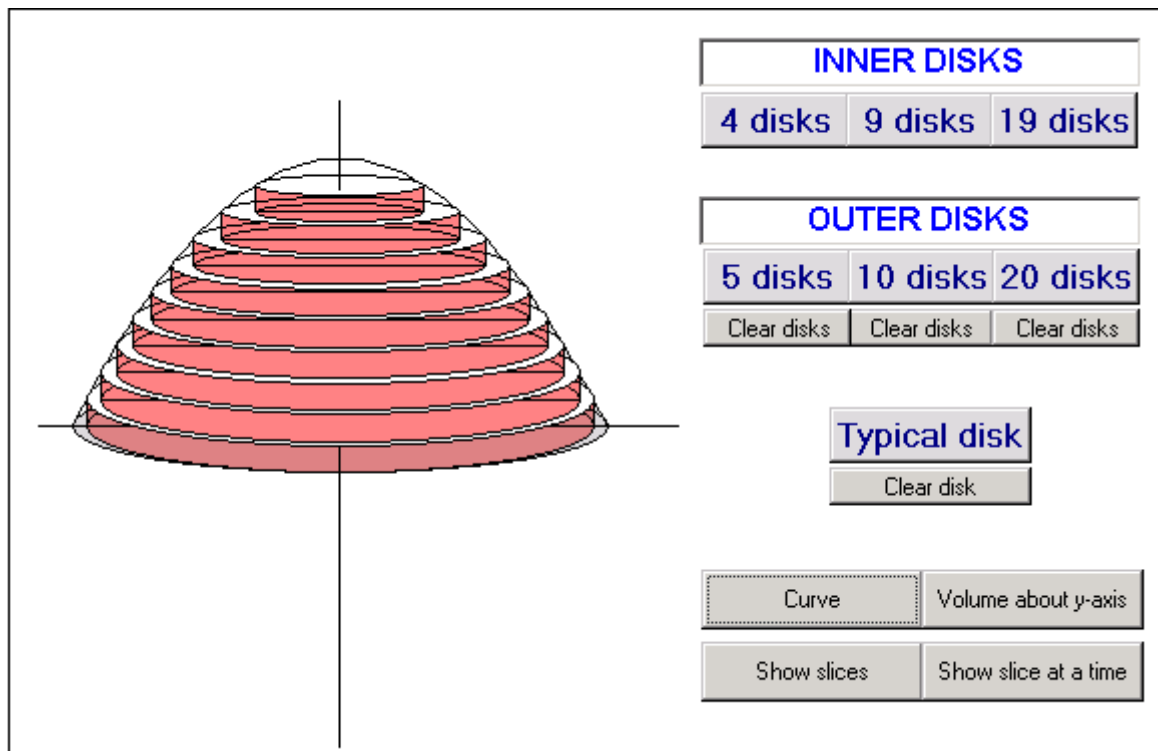 INNER DISKS
4 disks 9 disks 19 disks
OUTER DISKS
5 disks 10 disks 20 disks
Clear disks Clear disks Clear disks
Typical disk
Clear disk
Curve Volume about y-axis
Show slices Show slice at a time